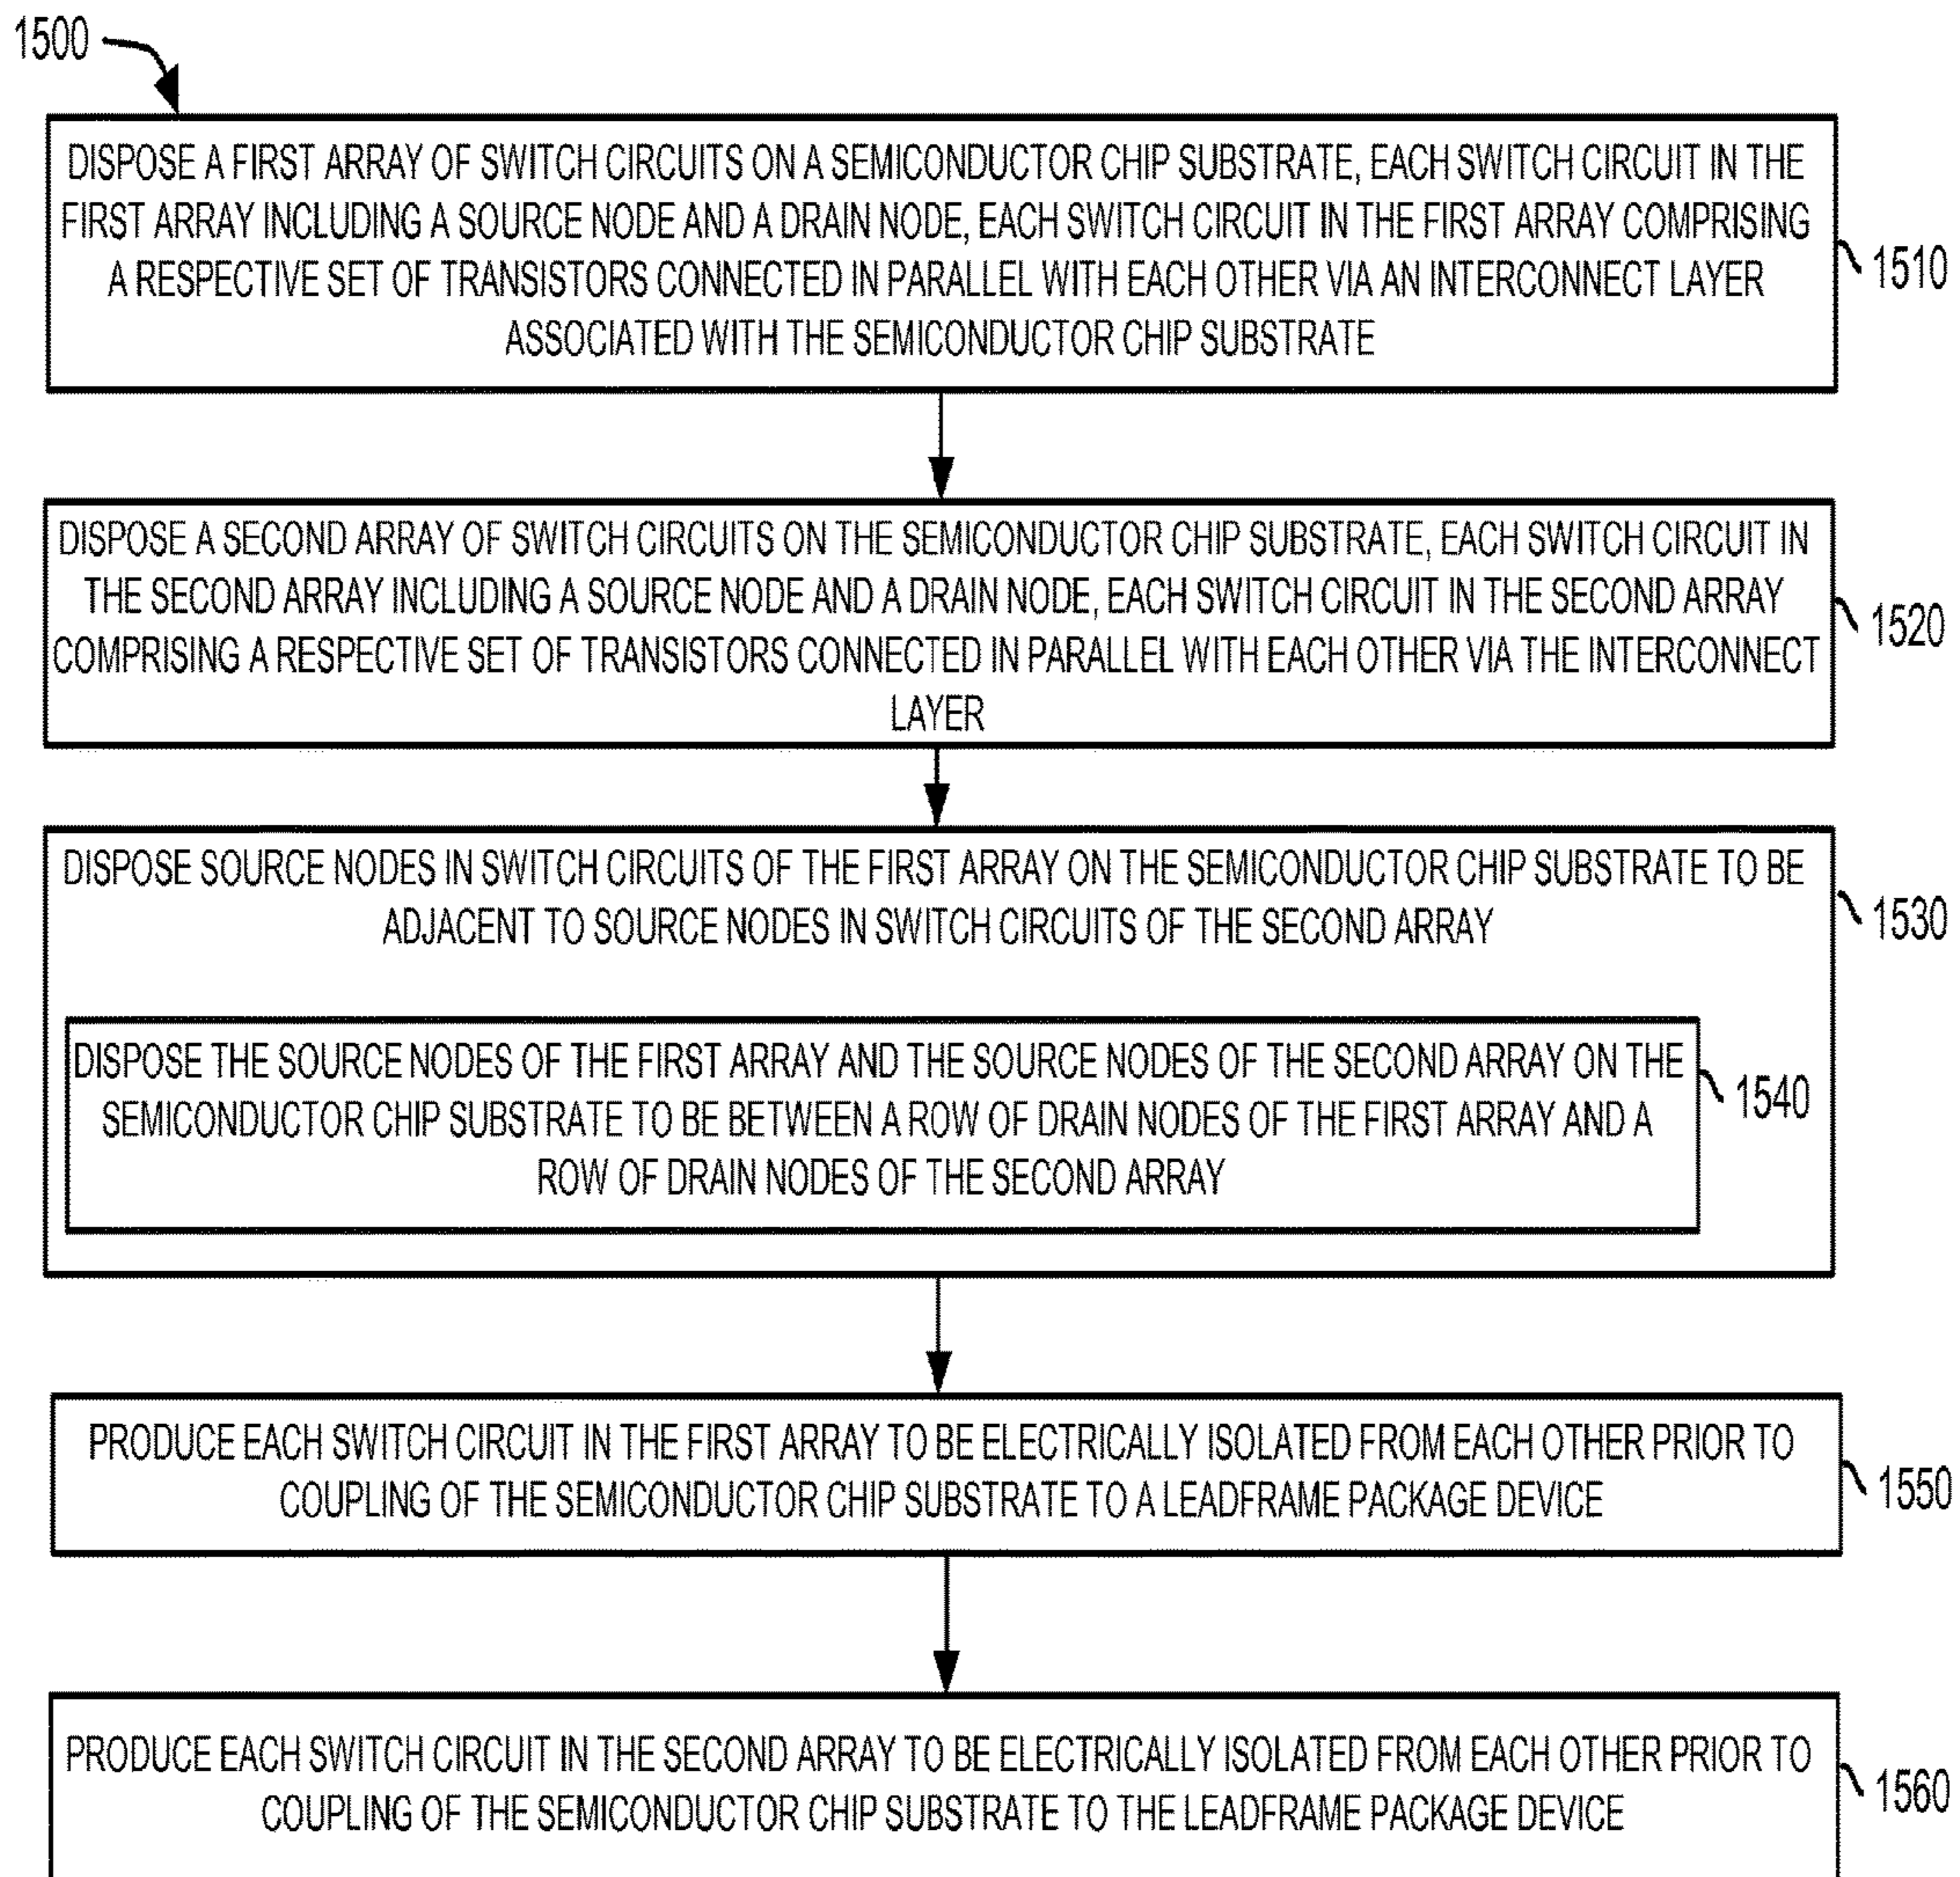 1500
DISPOSE A FIRST ARRAY OF SWITCH CIRCUITS ON A SEMICONDUCTOR CHIP SUBSTRATE, EACH SWITCH CIRCUIT IN THE
FIRST ARRAY INCLUDING A SOURCE NODE AND A DRAIN NODE, EACH SWITCH CIRCUIT IN THE FIRST ARRAY COMPRISING
A RESPECTIVE SET OF TRANSISTORS CONNECTED IN PARALLEL WITH EACH OTHER VIA AN INTERCONNECT LAYER
ASSOCIATED WITH THE SEMICONDUCTOR CHIP SUBSTRATE
1510
DISPOSE A SECOND ARRAY OF SWITCH CIRCUITS ON THE SEMICONDUCTOR CHIP SUBSTRATE, EACH SWITCH CIRCUIT IN
THE SECOND ARRAY INCLUDING A SOURCE NODE AND A DRAIN NODE, EACH SWITCH CIRCUIT IN THE SECOND ARRAY
COMPRISING A RESPECTIVE SET OF TRANSISTORS CONNECTED IN PARALLEL WITH EACH OTHER VIA THE INTERCONNECT
LAYER
1520
DISPOSE SOURCE NODES IN SWITCH CIRCUITS OF THE FIRST ARRAY ON THE SEMICONDUCTOR CHIP SUBSTRATE TO BE
ADJACENT TO SOURCE NODES IN SWITCH CIRCUITS OF THE SECOND ARRAY
1530
DISPOSE THE SOURCE NODES OF THE FIRST ARRAY AND THE SOURCE NODES OF THE SECOND ARRAY ON THE
SEMICONDUCTOR CHIP SUBSTRATE TO BE BETWEEN A ROW OF DRAIN NODES OF THE FIRST ARRAY AND A
ROW OF DRAIN NODES OF THE SECOND ARRAY
1540
PRODUCE EACH SWITCH CIRCUIT IN THE FIRST ARRAY TO BE ELECTRICALLY ISOLATED FROM EACH OTHER PRIOR TO
COUPLING OF THE SEMICONDUCTOR CHIP SUBSTRATE TO A LEADFRAME PACKAGE DEVICE
1550
PRODUCE EACH SWITCH CIRCUIT IN THE SECOND ARRAY TO BE ELECTRICALLY ISOLATED FROM EACH OTHER PRIOR TO
COUPLING OF THE SEMICONDUCTOR CHIP SUBSTRATE TO THE LEADFRAME PACKAGE DEVICE
1560